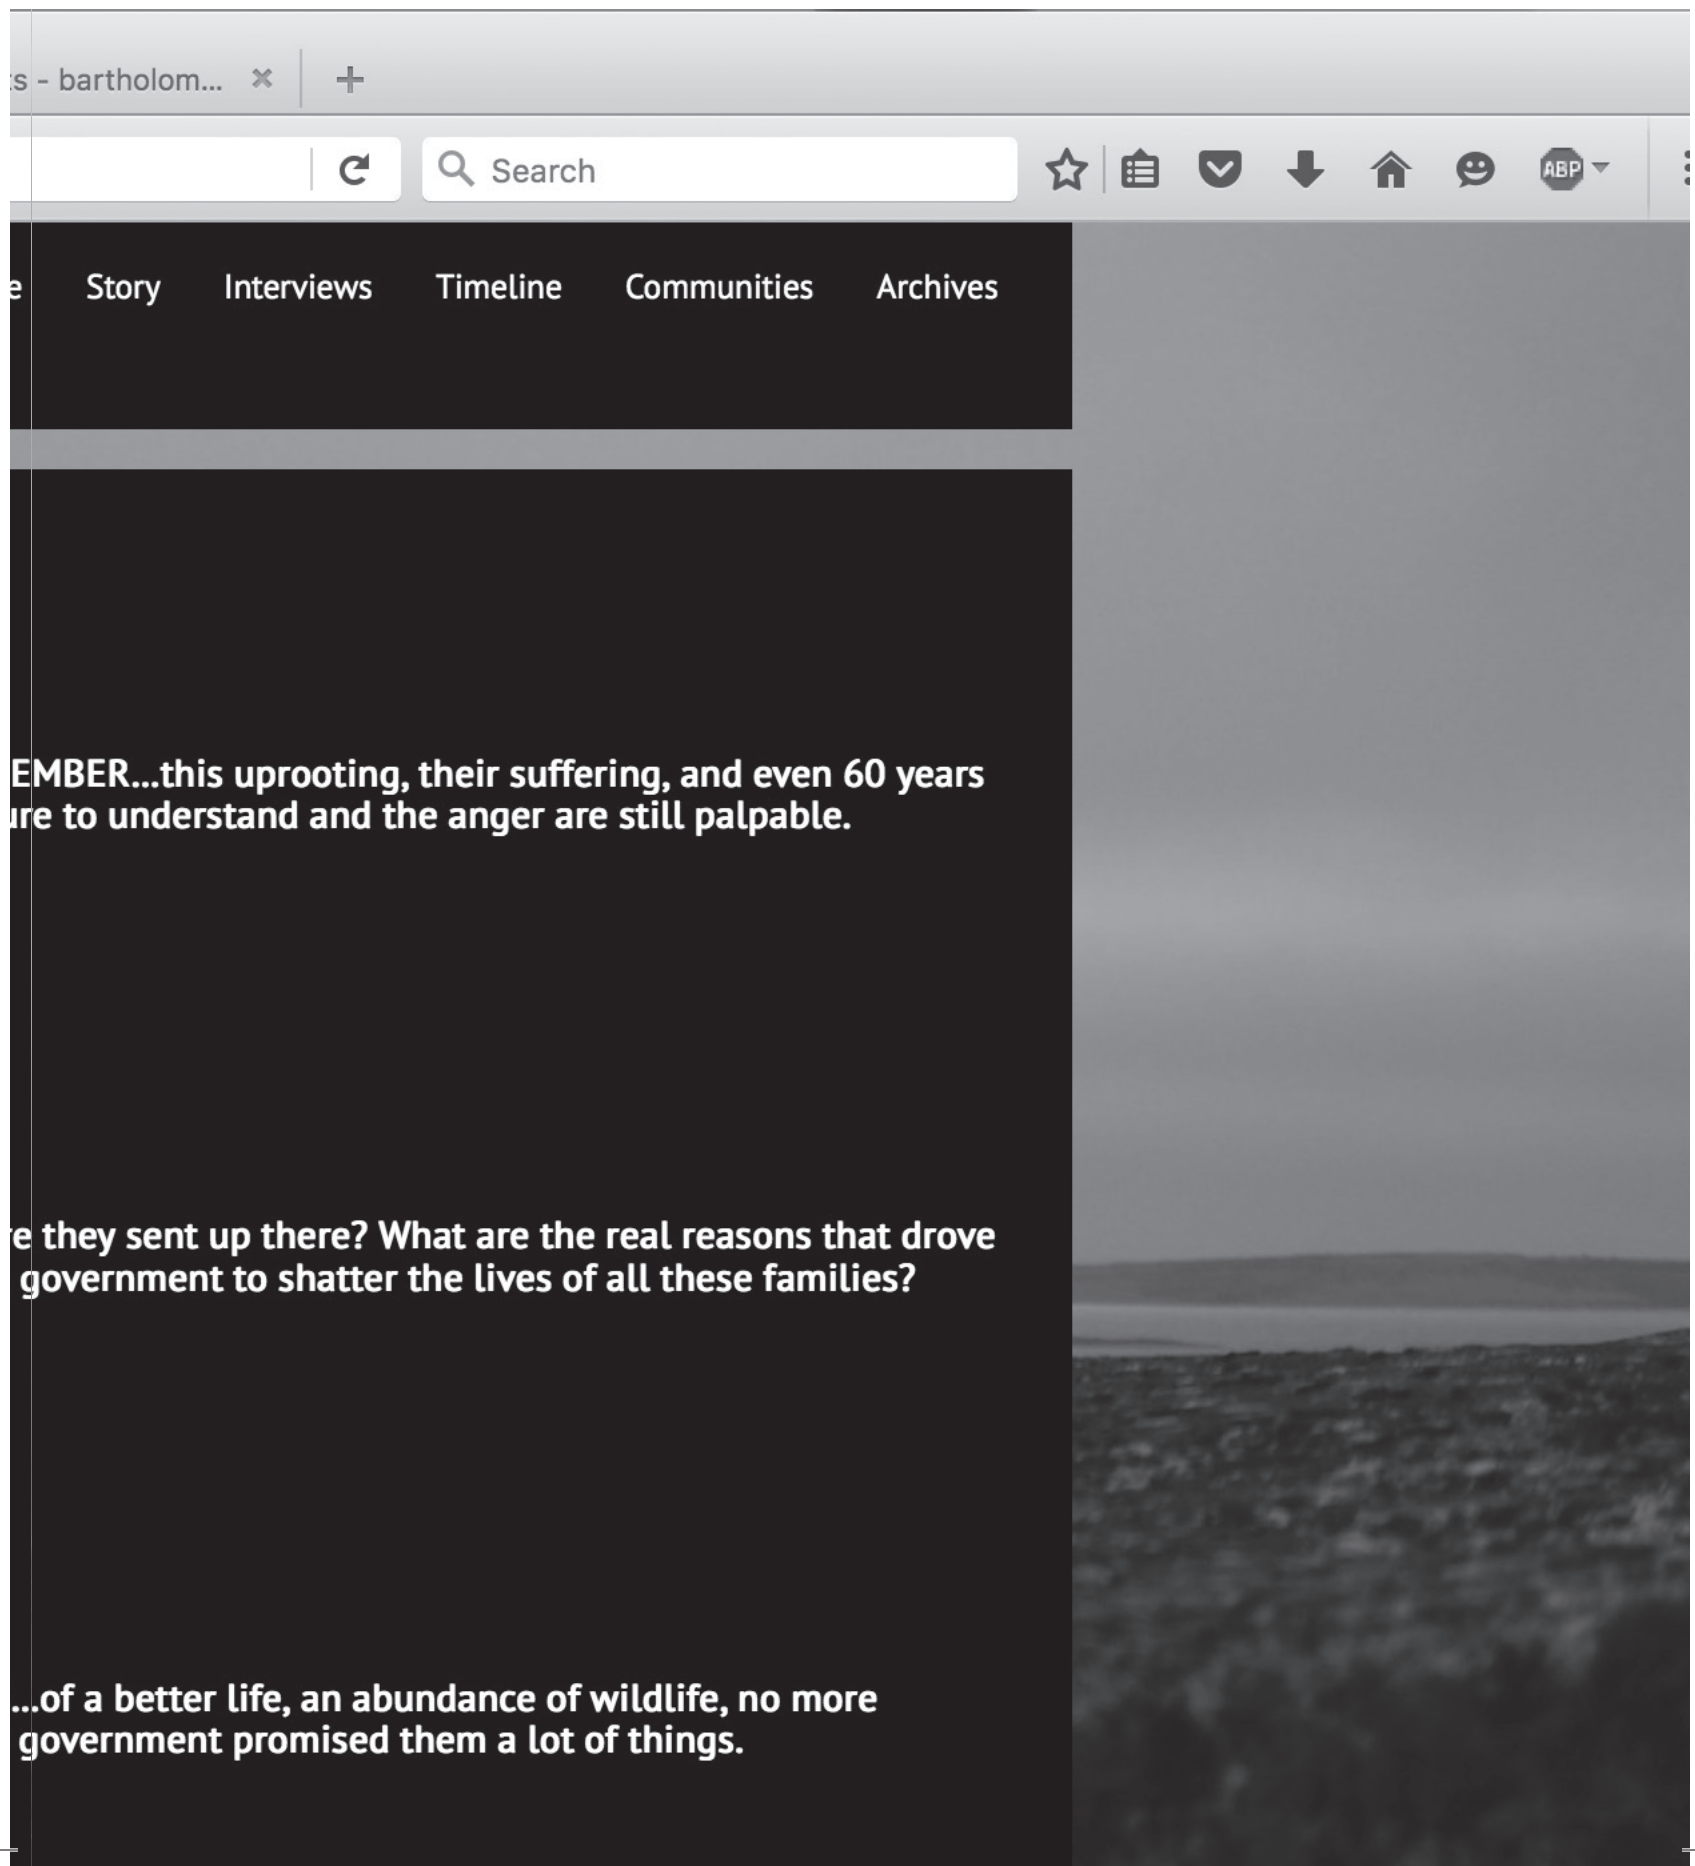 s - bartholom...
Search
ABP
e Story Interviews Timeline Communities Archives
EMBER...this uprooting, their suffering, and even 60 years
ure to understand and the anger are still palpable.
re they sent up there? What are the real reasons that drove
government to shatter the lives of all these families?
...of a better life, an abundance of wildlife, no more
government promised them a lot of things.